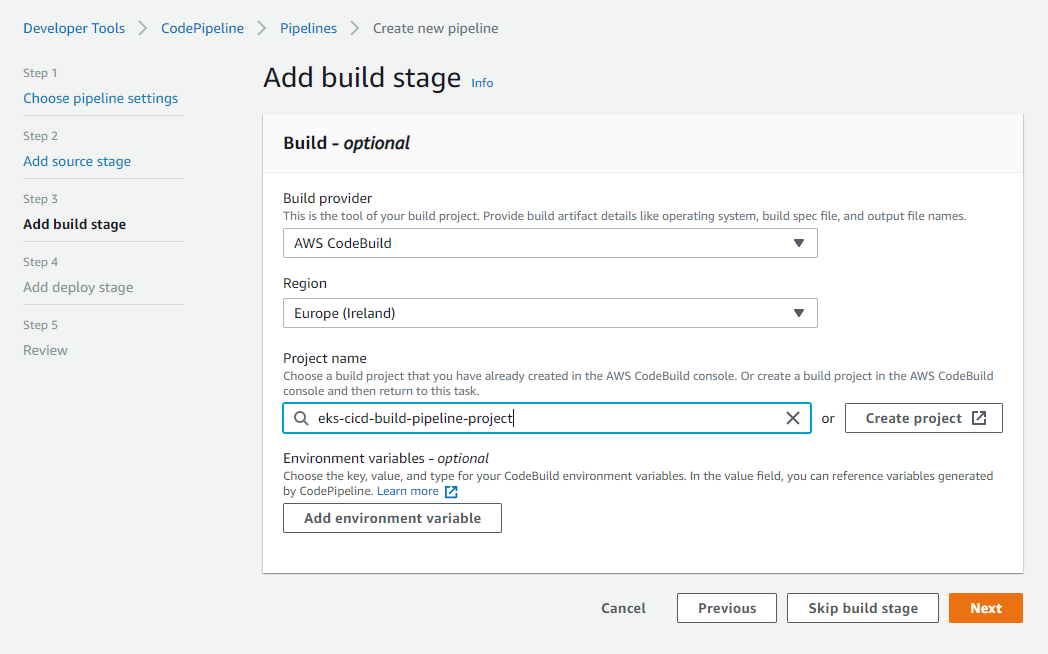 Developer Tools > CodePipeline > Pipelines > Create new pipeline
Step 1
Choose pipeline settings
Step 2
Add source stage
Step 3
Add build stage
Step 4
Add deploy stage
Step 5
Review
Add build stage Info
Build - optional
Build provider
This is the tool of your build project. Provide build artifact details like operating system, build spec file, and output file names.
AWS CodeBuild
Region
Europe (Ireland)
Project name
Choose a build project that you have already created in the AWS CodeBuild console. Or create a build project in the AWS CodeBuild
console and then return to this task.
eks-cicd-build-pipeline-project or Create project
Environment variables - optional
Choose the key, value, and type for your CodeBuild environment variables. In the value field, you can reference variables generated
by CodePipeline. Learn more
Add environment variable
Cancel Previous Skip build stage Next